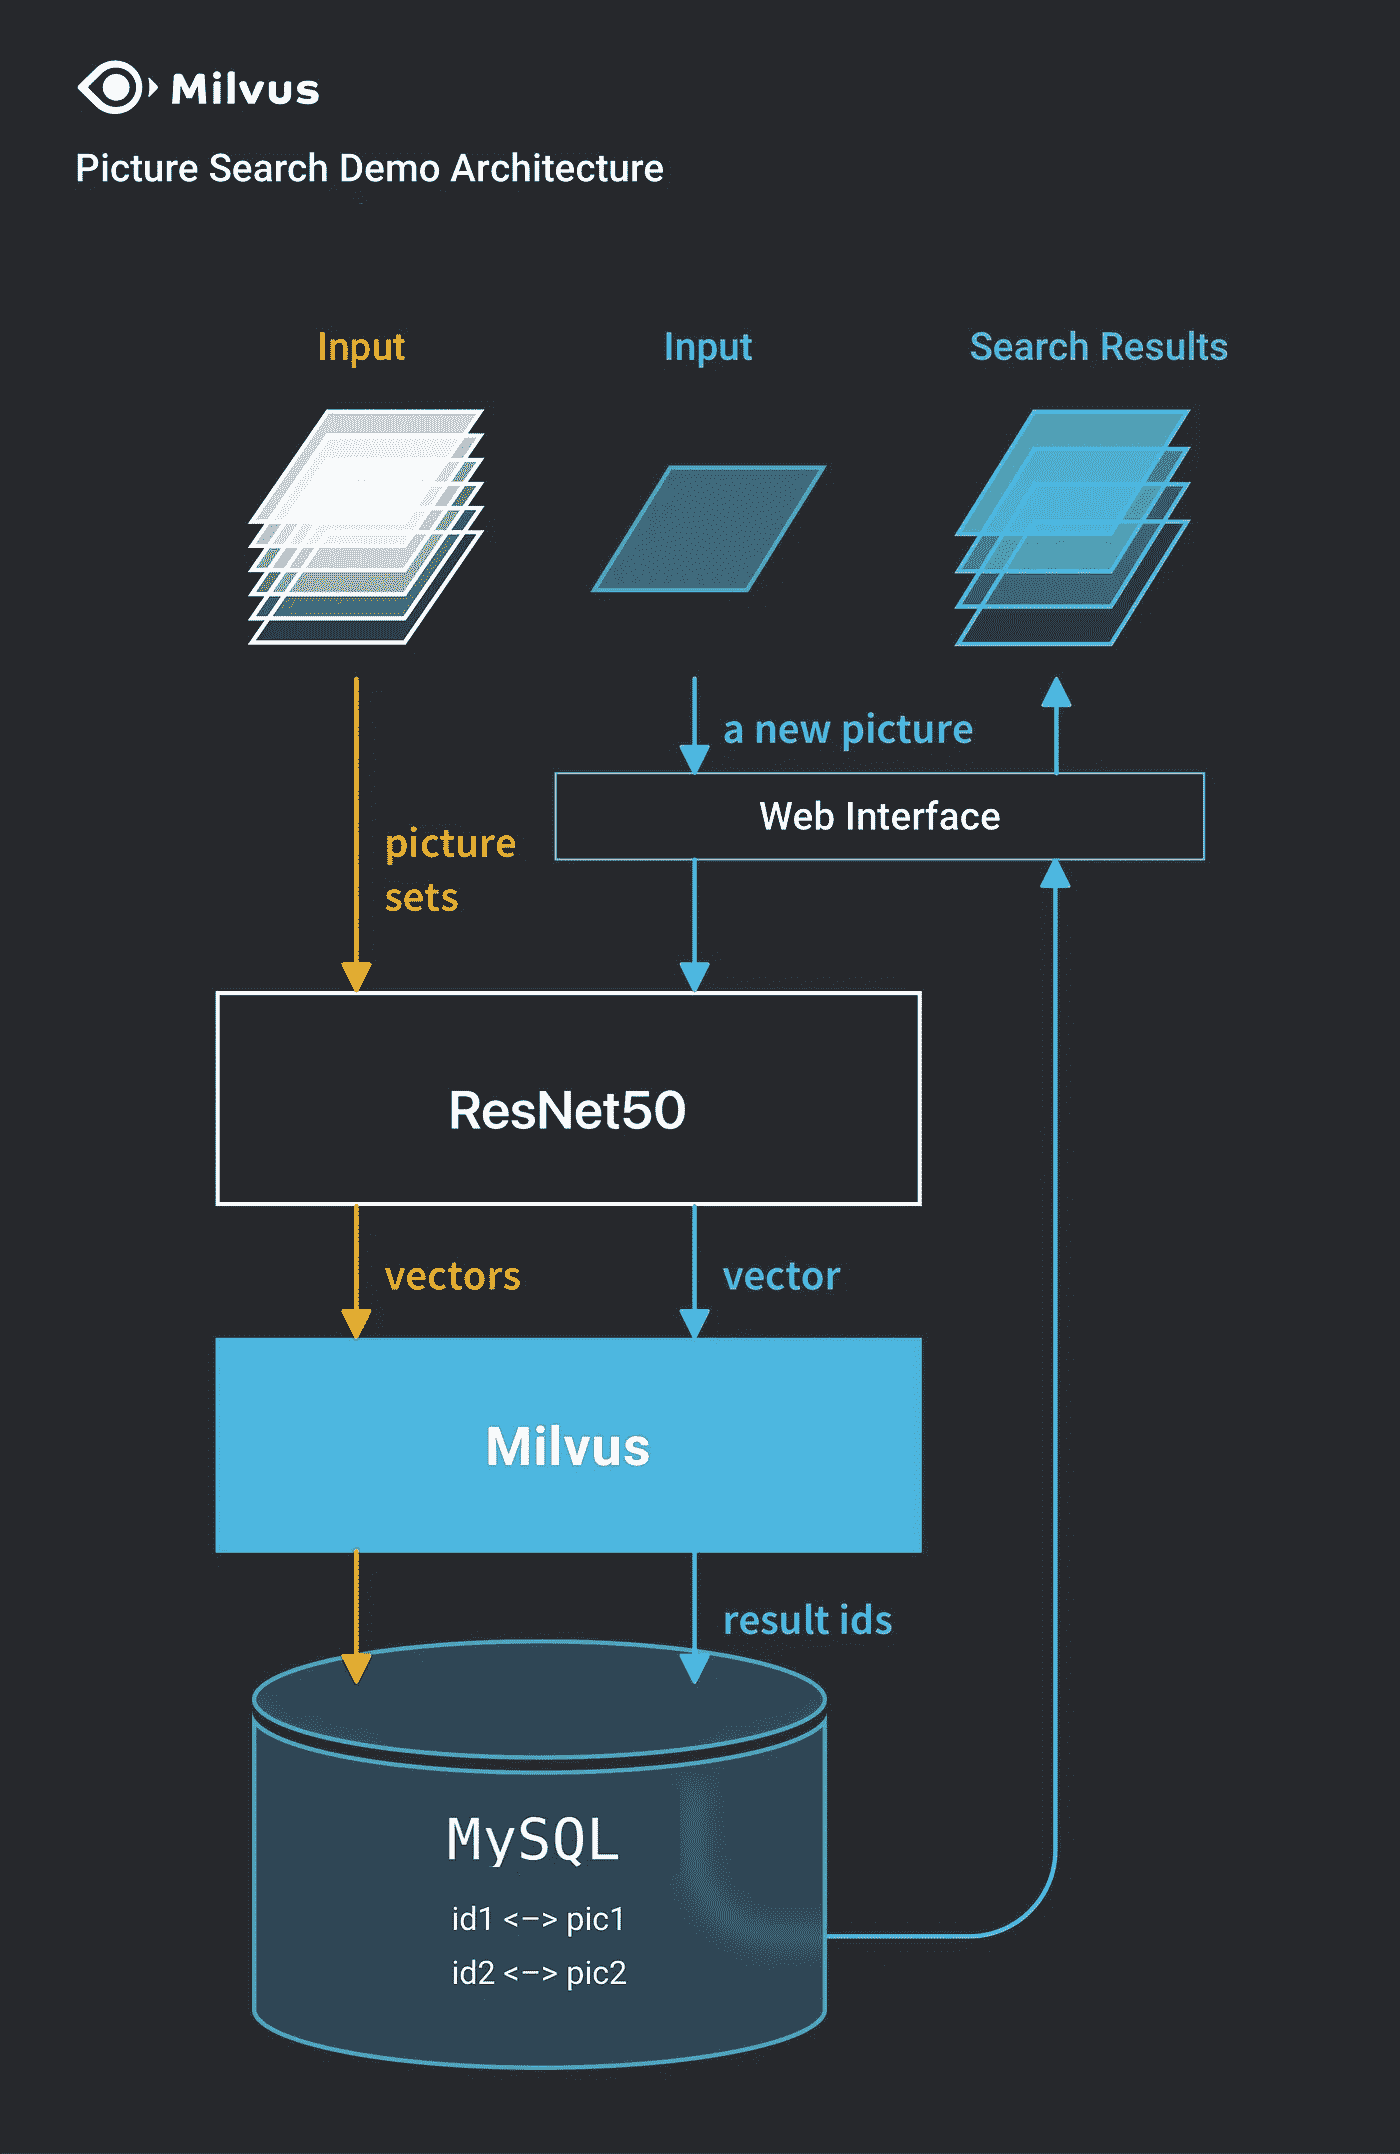 Milvus
Picture Search Demo Architecture
Input
Input
Search Results
a new picture
Web Interface
picture
sets
ResNet50
vectors
vector
Milvus
result ids
MySQL
id1 <–> pic1
id2 <–> pic2